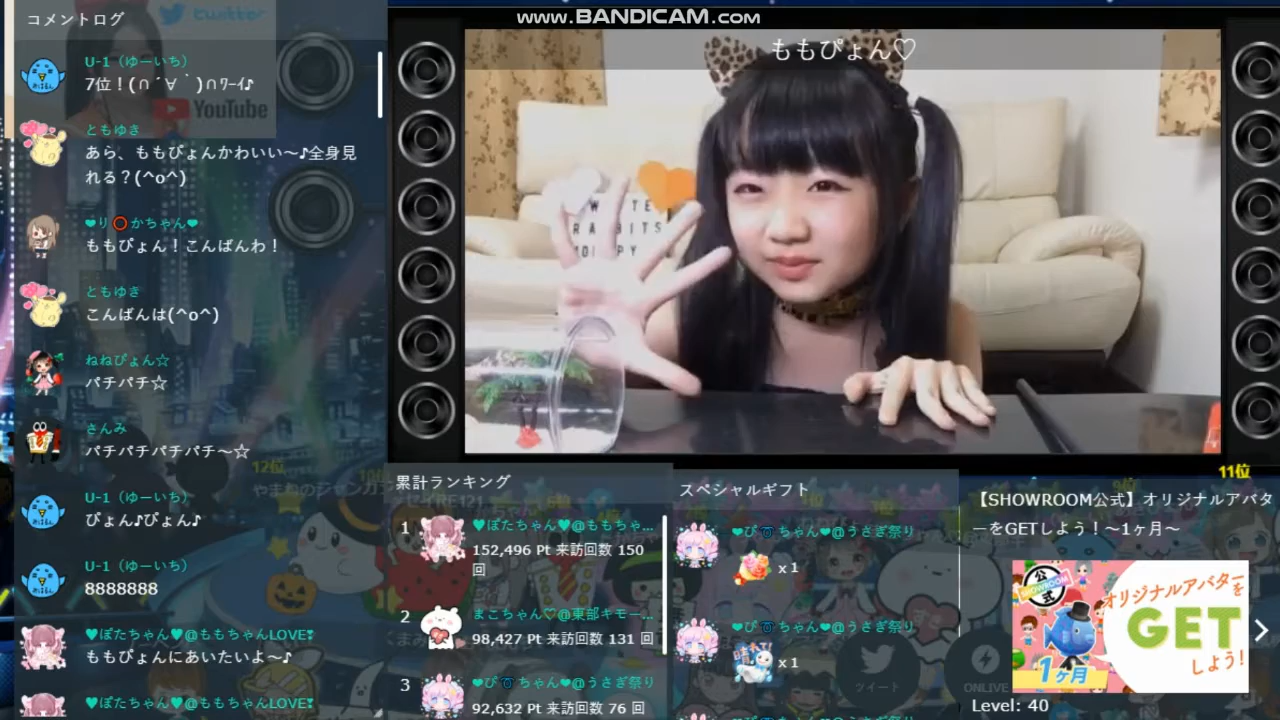 www.BANDICAM.com
コメントログ
twitter
YouTube
U-1（ゆーいち）
7位！(∩´∀｀)∩ﾜｰｲ♪
ともゆき
あら、ももぴょんかわいい〜♪全身見
れる？(^o^)
❤り⭕かちゃん❤
ももぴょん！こんばんわ！
ともゆき
こんばんは(^o^)
ねねぴょん☆
パチパチ☆
さんみ
パチパチパチパチ〜☆
U-1（ゆーいち）
ぴょん♪ぴょん♪
U-1（ゆーいち）
8888888
♥ぽたちゃん♥@ももちゃんLOVE❣
ももぴょんにあいたいよ〜♪
♥ぽたちゃん♥@ももちゃんLOVE❣
ももぴょん♡
12位
11位
累計ランキング
1
♥ぽたちゃん♥@ももちゃ...
152,496 Pt 来訪回数 150
回
2
まこちゃん♡@東部キモー...
98,427 Pt 来訪回数 131 回
3
❤ぴ➰ちゃん❤@うさぎ祭り
92,632 Pt 来訪回数 76 回
スペシャルギフト
❤ぴ➰ちゃん❤@うさぎ祭り
x 1
❤ぴ➰ちゃん❤@うさぎ祭り
x 1
ツイート
ONLIVE
【SHOWROOM公式】オリジナルアバタ
ーをGETしよう！〜1ヶ月〜
公式
SHOWROOM
オリジナルアバターを
GET
しよう！
1ヶ月
Level: 40